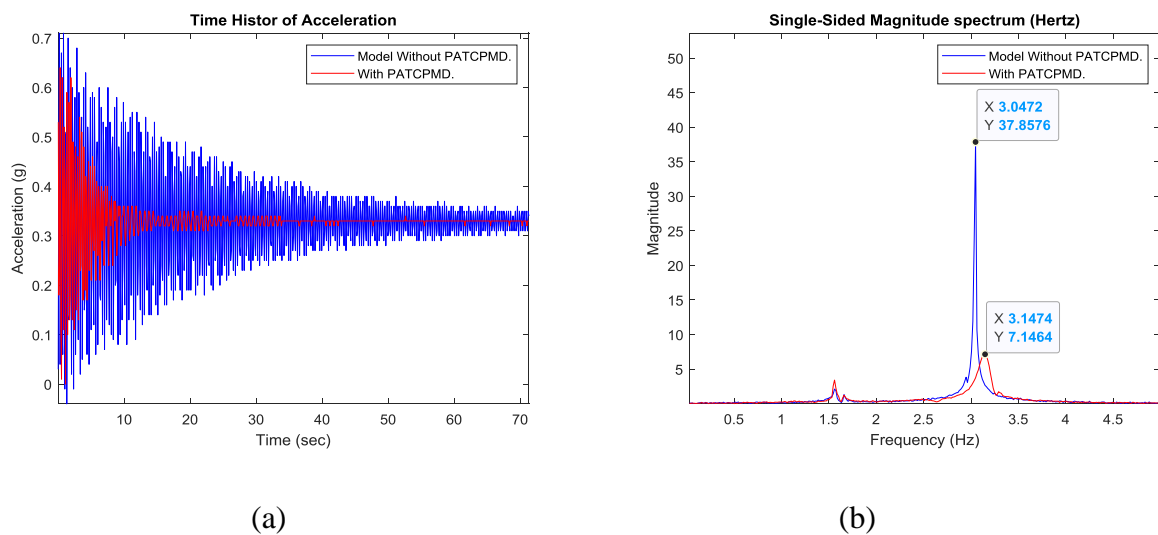 Time Histor of Acceleration
Model Without PATCPMD.
With PATCPMD.
0.7
0.6
0.5
0.4
0.3
0.2
0.1
0
Acceleration (g)
10
20
30
40
50
60
70
Time (sec)
(a)
Single-Sided Magnitude spectrum (Hertz)
Model Without PATCPMD.
With PATCPMD.
X 3.0472
Y 37.8576
X 3.1474
Y 7.1464
50
45
40
35
30
25
20
15
10
5
Magnitude
0.5
1
1.5
2
2.5
3
3.5
4
4.5
Frequency (Hz)
(b)